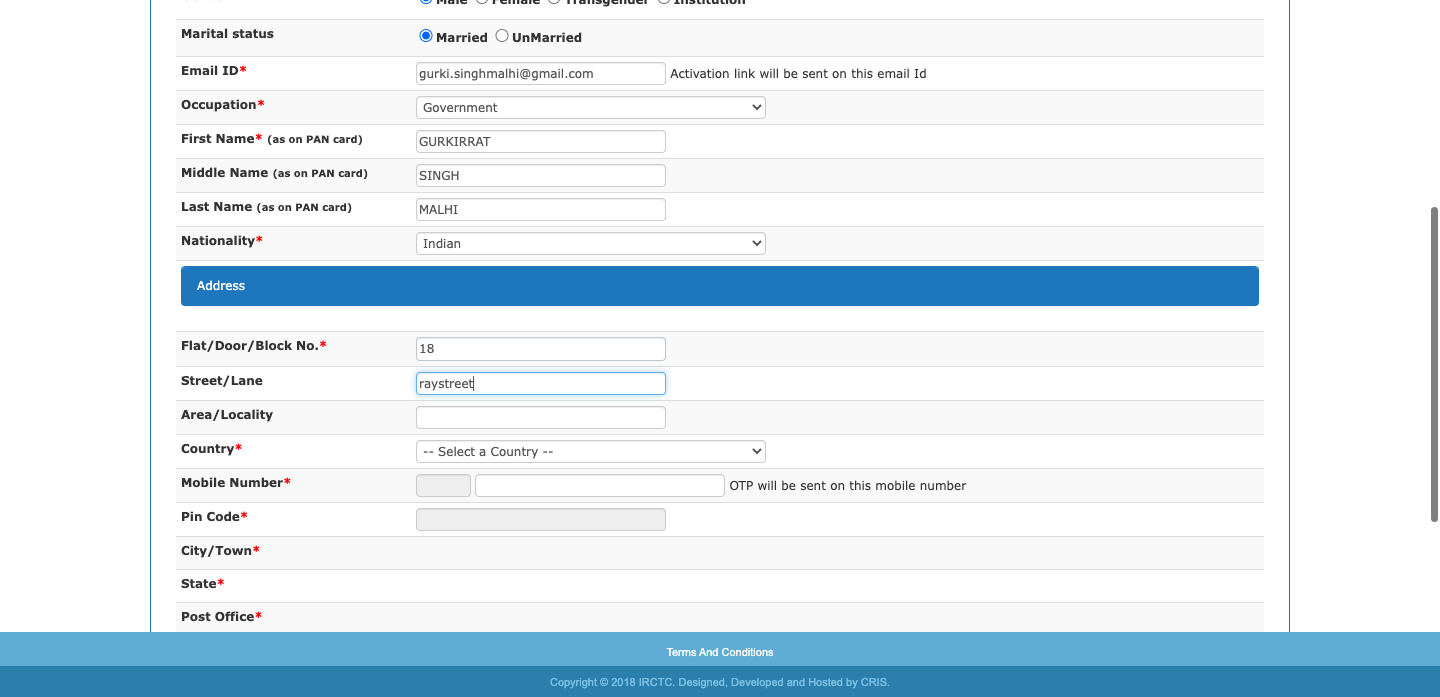 Male Female Transgender Institution
Marital status Married UnMarried
Email ID* gurki.singhmalhi@gmail.com Activation link will be sent on this email Id
Occupation* Government
First Name* (as on PAN card) GURKIRRAT
Middle Name (as on PAN card) SINGH
Last Name (as on PAN card) MALHI
Nationality* Indian
Address
Flat/Door/Block No.* 18
Street/Lane raystreet
Area/Locality
Country* -- Select a Country --
Mobile Number* OTP will be sent on this mobile number
Pin Code*
City/Town*
State*
Post Office*
Terms And Conditions
Copyright © 2018 IRCTC. Designed, Developed and Hosted by CRIS.